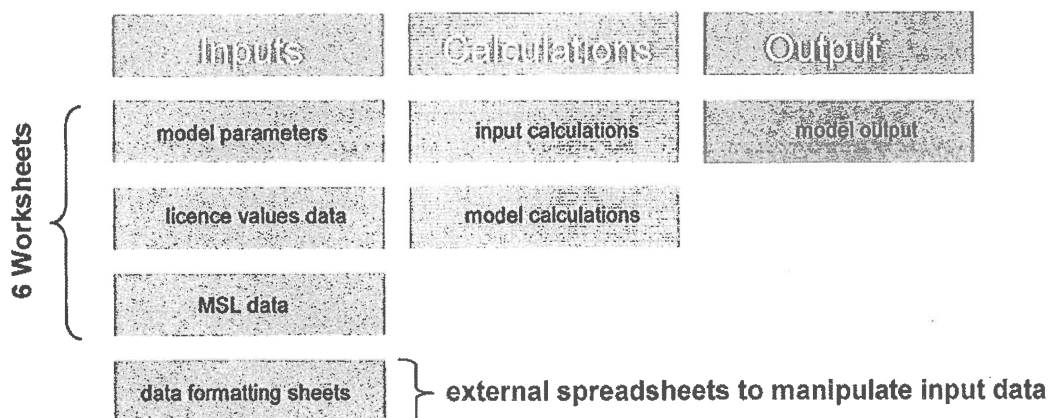 Inputs Calculations Output
6 Worksheets
model parameters input calculations model output
licence values data model calculations
MSL data
data formatting sheets external spreadsheets to manipulate input data